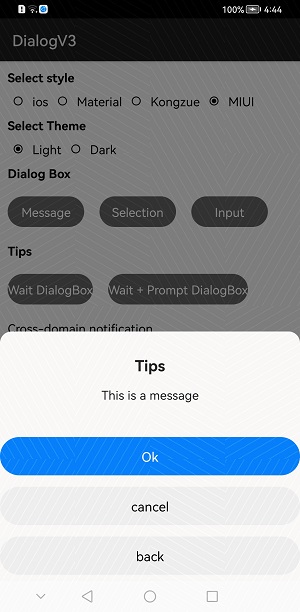 100% 4:44
DialogV3
Select style
ios Material Kongzue MIUI
Select Theme
Light Dark
Dialog Box
Message Selection Input
Tips
Wait DialogBox Wait + Prompt DialogBox
Cross-domain notification
Tips
This is a message
Ok
cancel
back